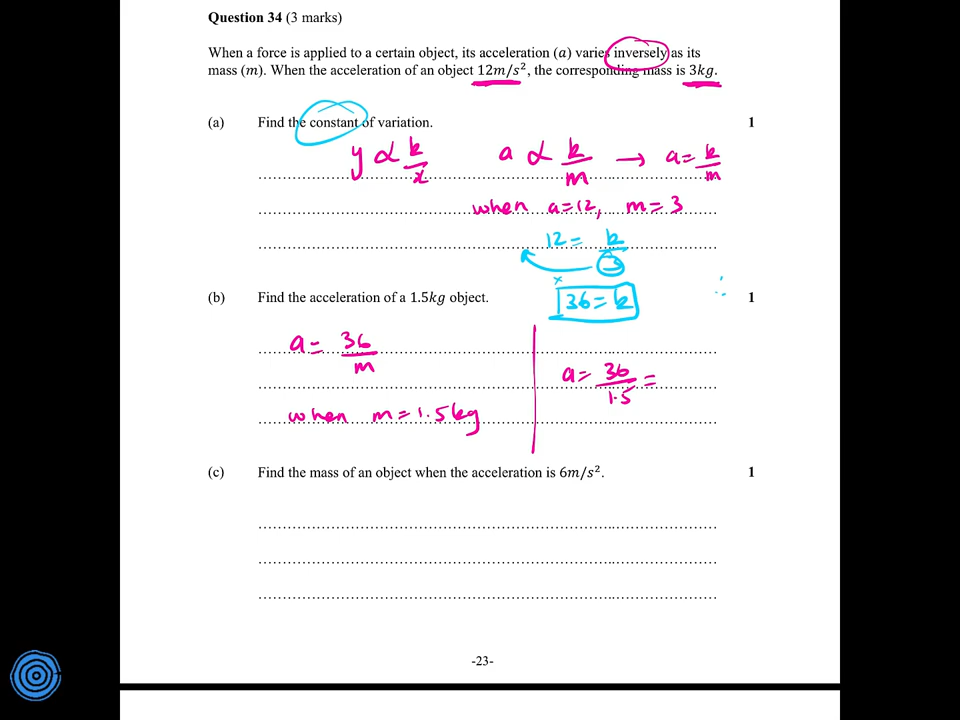 Question 34 (3 marks)
When a force is applied to a certain object, its acceleration (a) varies inversely as its
mass (m). When the acceleration of an object 12m/s², the corresponding mass is 3kg.
(a) Find the constant of variation. 1
y ∝ k/x a ∝ k/m → a = k/m
when a=12, m=3
12 = k/3
×
36 = k ∴
(b) Find the acceleration of a 1.5kg object. 1
a = 36/m
a = 36/1.5 =
when m = 1.5kg
(c) Find the mass of an object when the acceleration is 6m/s². 1
-23-